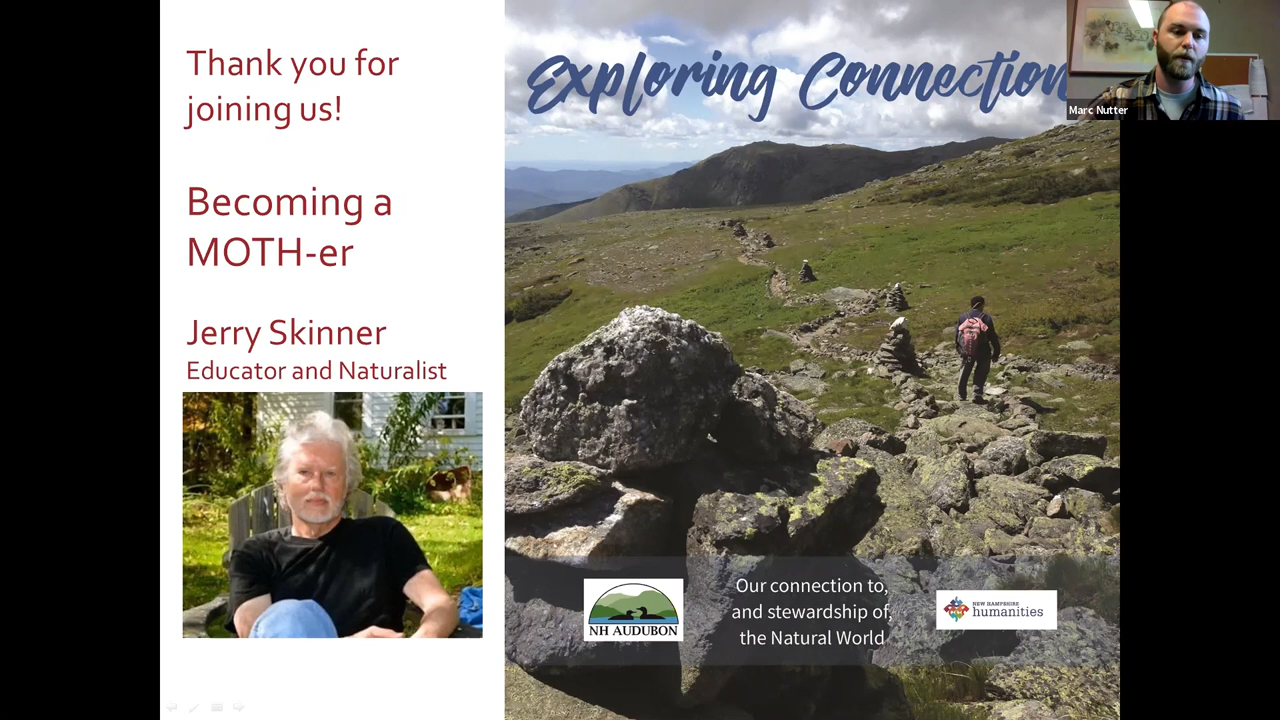 Thank you for
joining us!
Becoming a
MOTH-er
Jerry Skinner
Educator and Naturalist
Exploring Connection
Marc Nutter
NH AUDUBON
Our connection to,
and stewardship of,
the Natural World
NEW HAMPSHIRE
humanities